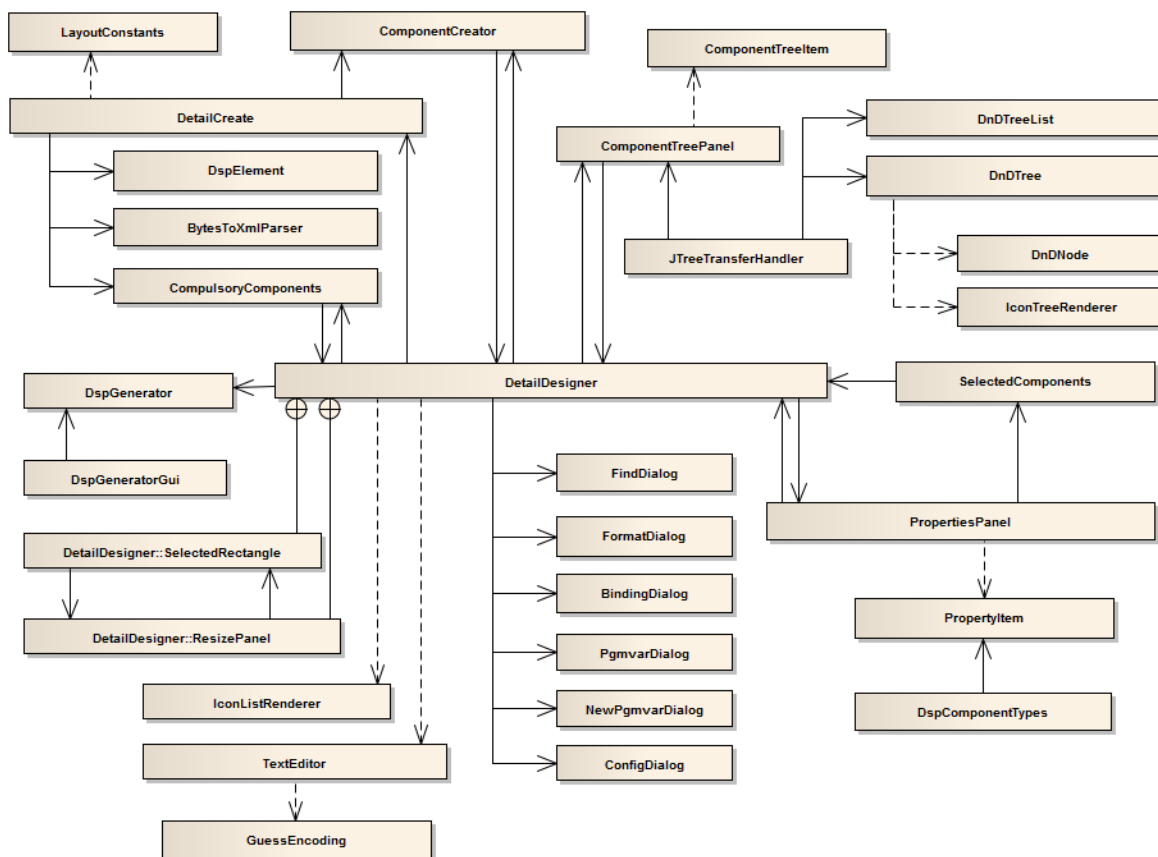 LayoutConstants
ComponentCreator
ComponentTreeItem
DetailCreate
DnDTreeList
ComponentTreePanel
DspElement
DnDTree
BytesToXmlParser
JTreeTransferHandler
DnDNode
CompulsoryComponents
IconTreeRenderer
DetailDesigner
SelectedComponents
DspGenerator
DspGeneratorGui
FindDialog
PropertiesPanel
FormatDialog
DetailDesigner::SelectedRectangle
BindingDialog
PropertyItem
DetailDesigner::ResizePanel
PgmvarDialog
IconListRenderer
NewPgmvarDialog
DspComponentTypes
TextEditor
ConfigDialog
GuessEncoding